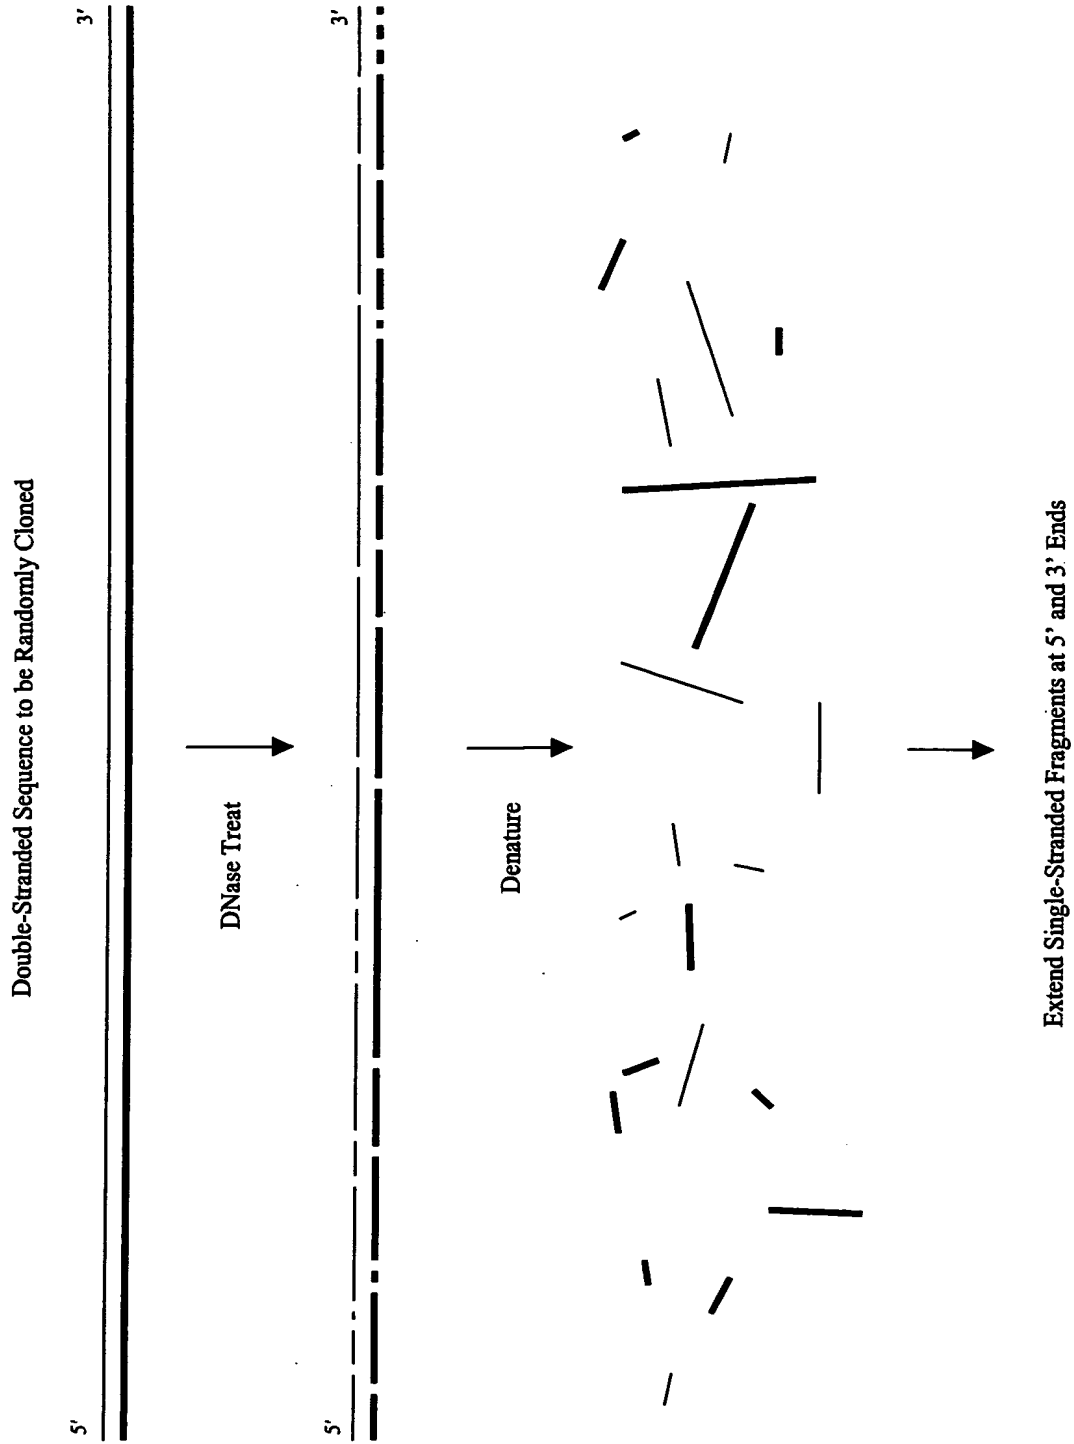 Double-Stranded Sequence to be Randomly Cloned
5' 3'
DNase Treat
5' 3'
Denature
Extend Single-Stranded Fragments at 5' and 3' Ends